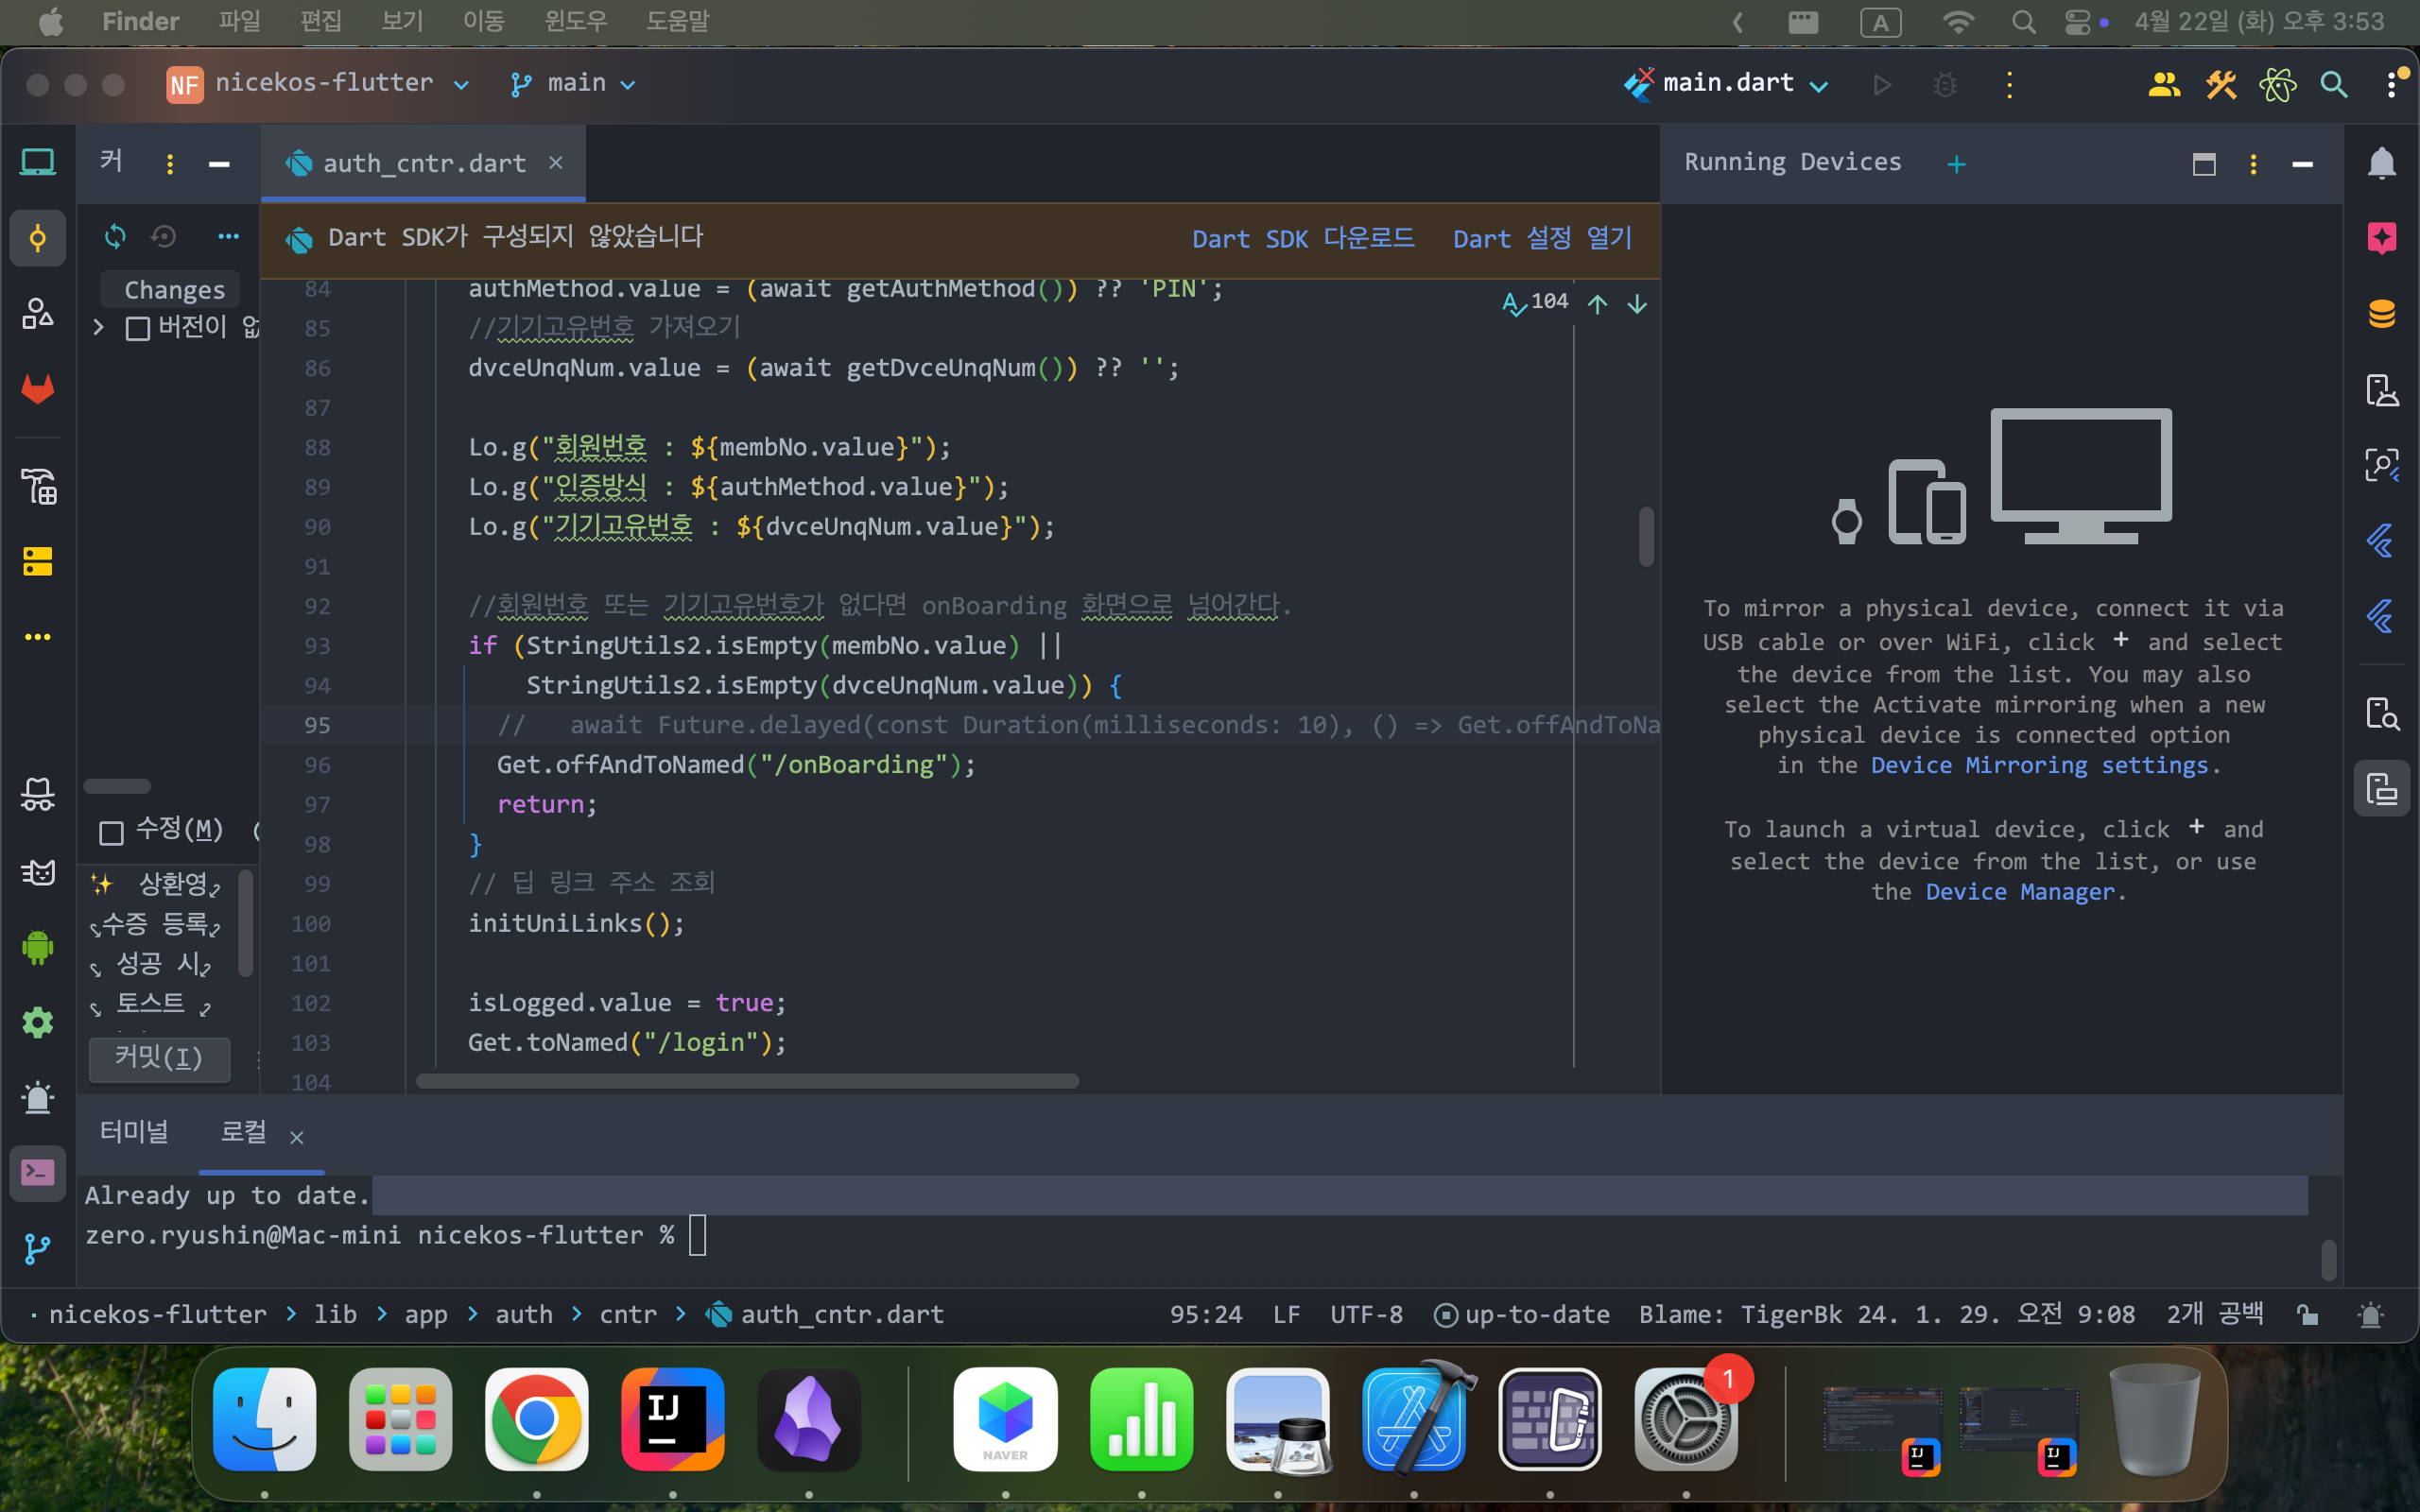 Finder 파일 편집 보기 이동 윈도우 도움말 A 4월 22일 (화) 오후 3:53
NF nicekos-flutter main main.dart
커 auth_cntr.dart Running Devices
Dart SDK가 구성되지 않았습니다 Dart SDK 다운로드 Dart 설정 열기
Changes
버전이 없
104
84 authMethod.value = (await getAuthMethod()) ?? 'PIN';
85 //기기고유번호 가져오기
86 dvceUnqNum.value = (await getDvceUnqNum()) ?? '';
87
88 Lo.g("회원번호 : ${membNo.value}");
89 Lo.g("인증방식 : ${authMethod.value}");
90 Lo.g("기기고유번호 : ${dvceUnqNum.value}");
91
92 //회원번호 또는 기기고유번호가 없다면 onBoarding 화면으로 넘어간다.
93 if (StringUtils2.isEmpty(membNo.value) ||
94 StringUtils2.isEmpty(dvceUnqNum.value)) {
95 //   await Future.delayed(const Duration(milliseconds: 10), () => Get.offAndToNa
96 Get.offAndToNamed("/onBoarding");
97 return;
98 }
99 // 딥 링크 주소 조회
100 initUniLinks();
101
102 isLogged.value = true;
103 Get.toNamed("/login");
104
수정(M)
✨ 상환영
수증 등록
성공 시
토스트
커밋(I)
To mirror a physical device, connect it via
USB cable or over WiFi, click + and select
the device from the list. You may also
select the Activate mirroring when a new
physical device is connected option
in the Device Mirroring settings.
To launch a virtual device, click + and
select the device from the list, or use
the Device Manager.
터미널 로컬
Already up to date.
zero.ryushin@Mac-mini nicekos-flutter %
nicekos-flutter > lib > app > auth > cntr > auth_cntr.dart 95:24 LF UTF-8 up-to-date Blame: TigerBk 24. 1. 29. 오전 9:08 2개 공백
IJ NAVER 1 IJ IJ